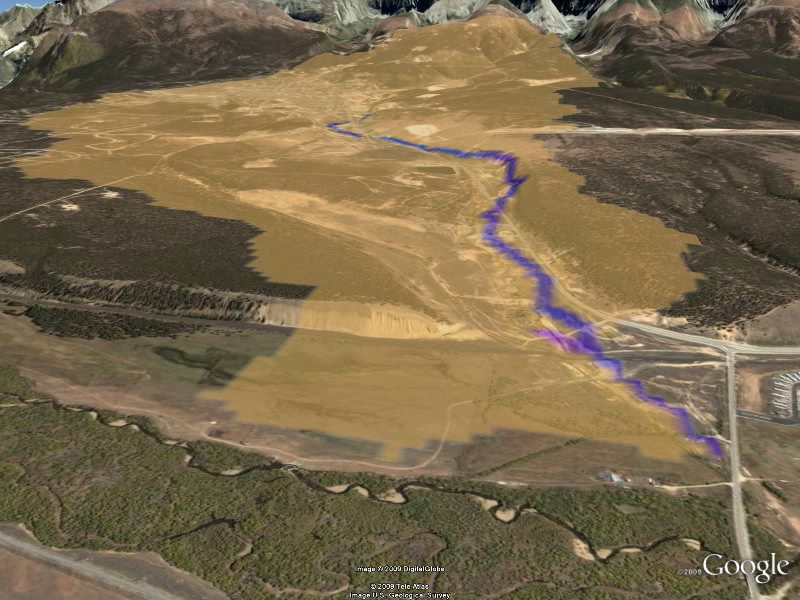 Image © 2009 DigitalGlobe
© 2009 Tele Atlas
Image U.S. Geological Survey
©2009 Google